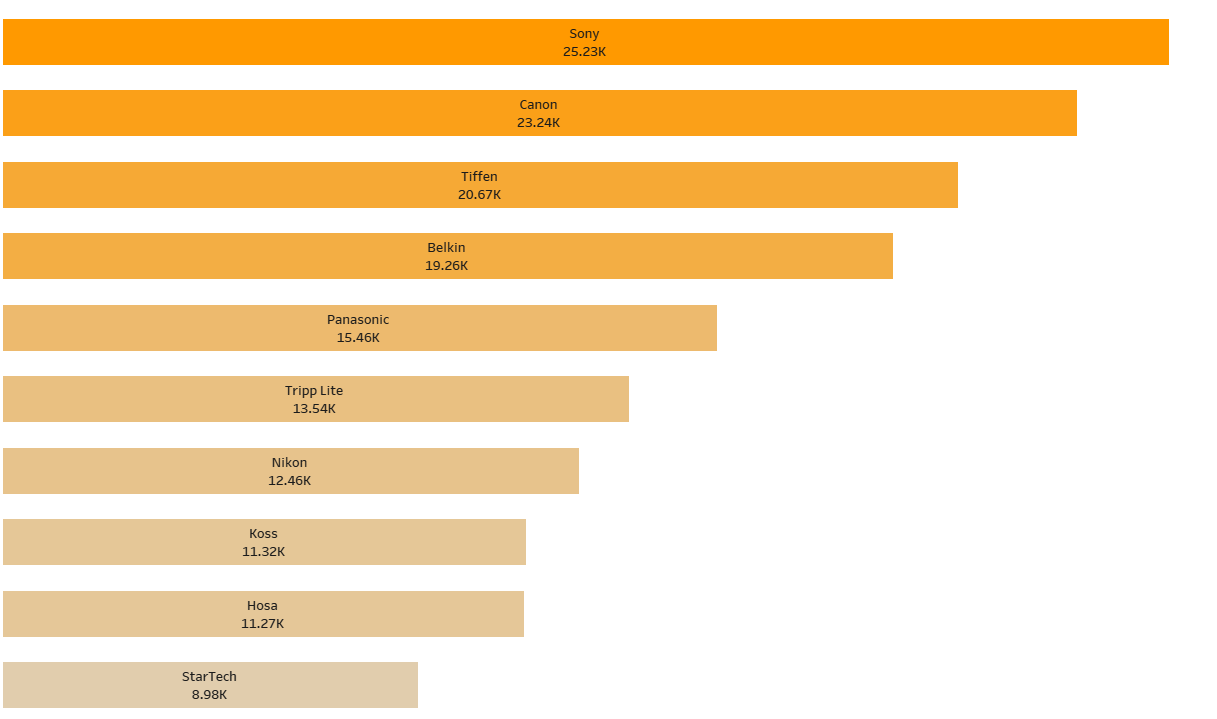 Sony
25.23K
Canon
23.24K
Tiffen
20.67K
Belkin
19.26K
Panasonic
15.46K
Tripp Lite
13.54K
Nikon
12.46K
Koss
11.32K
Hosa
11.27K
StarTech
8.98K